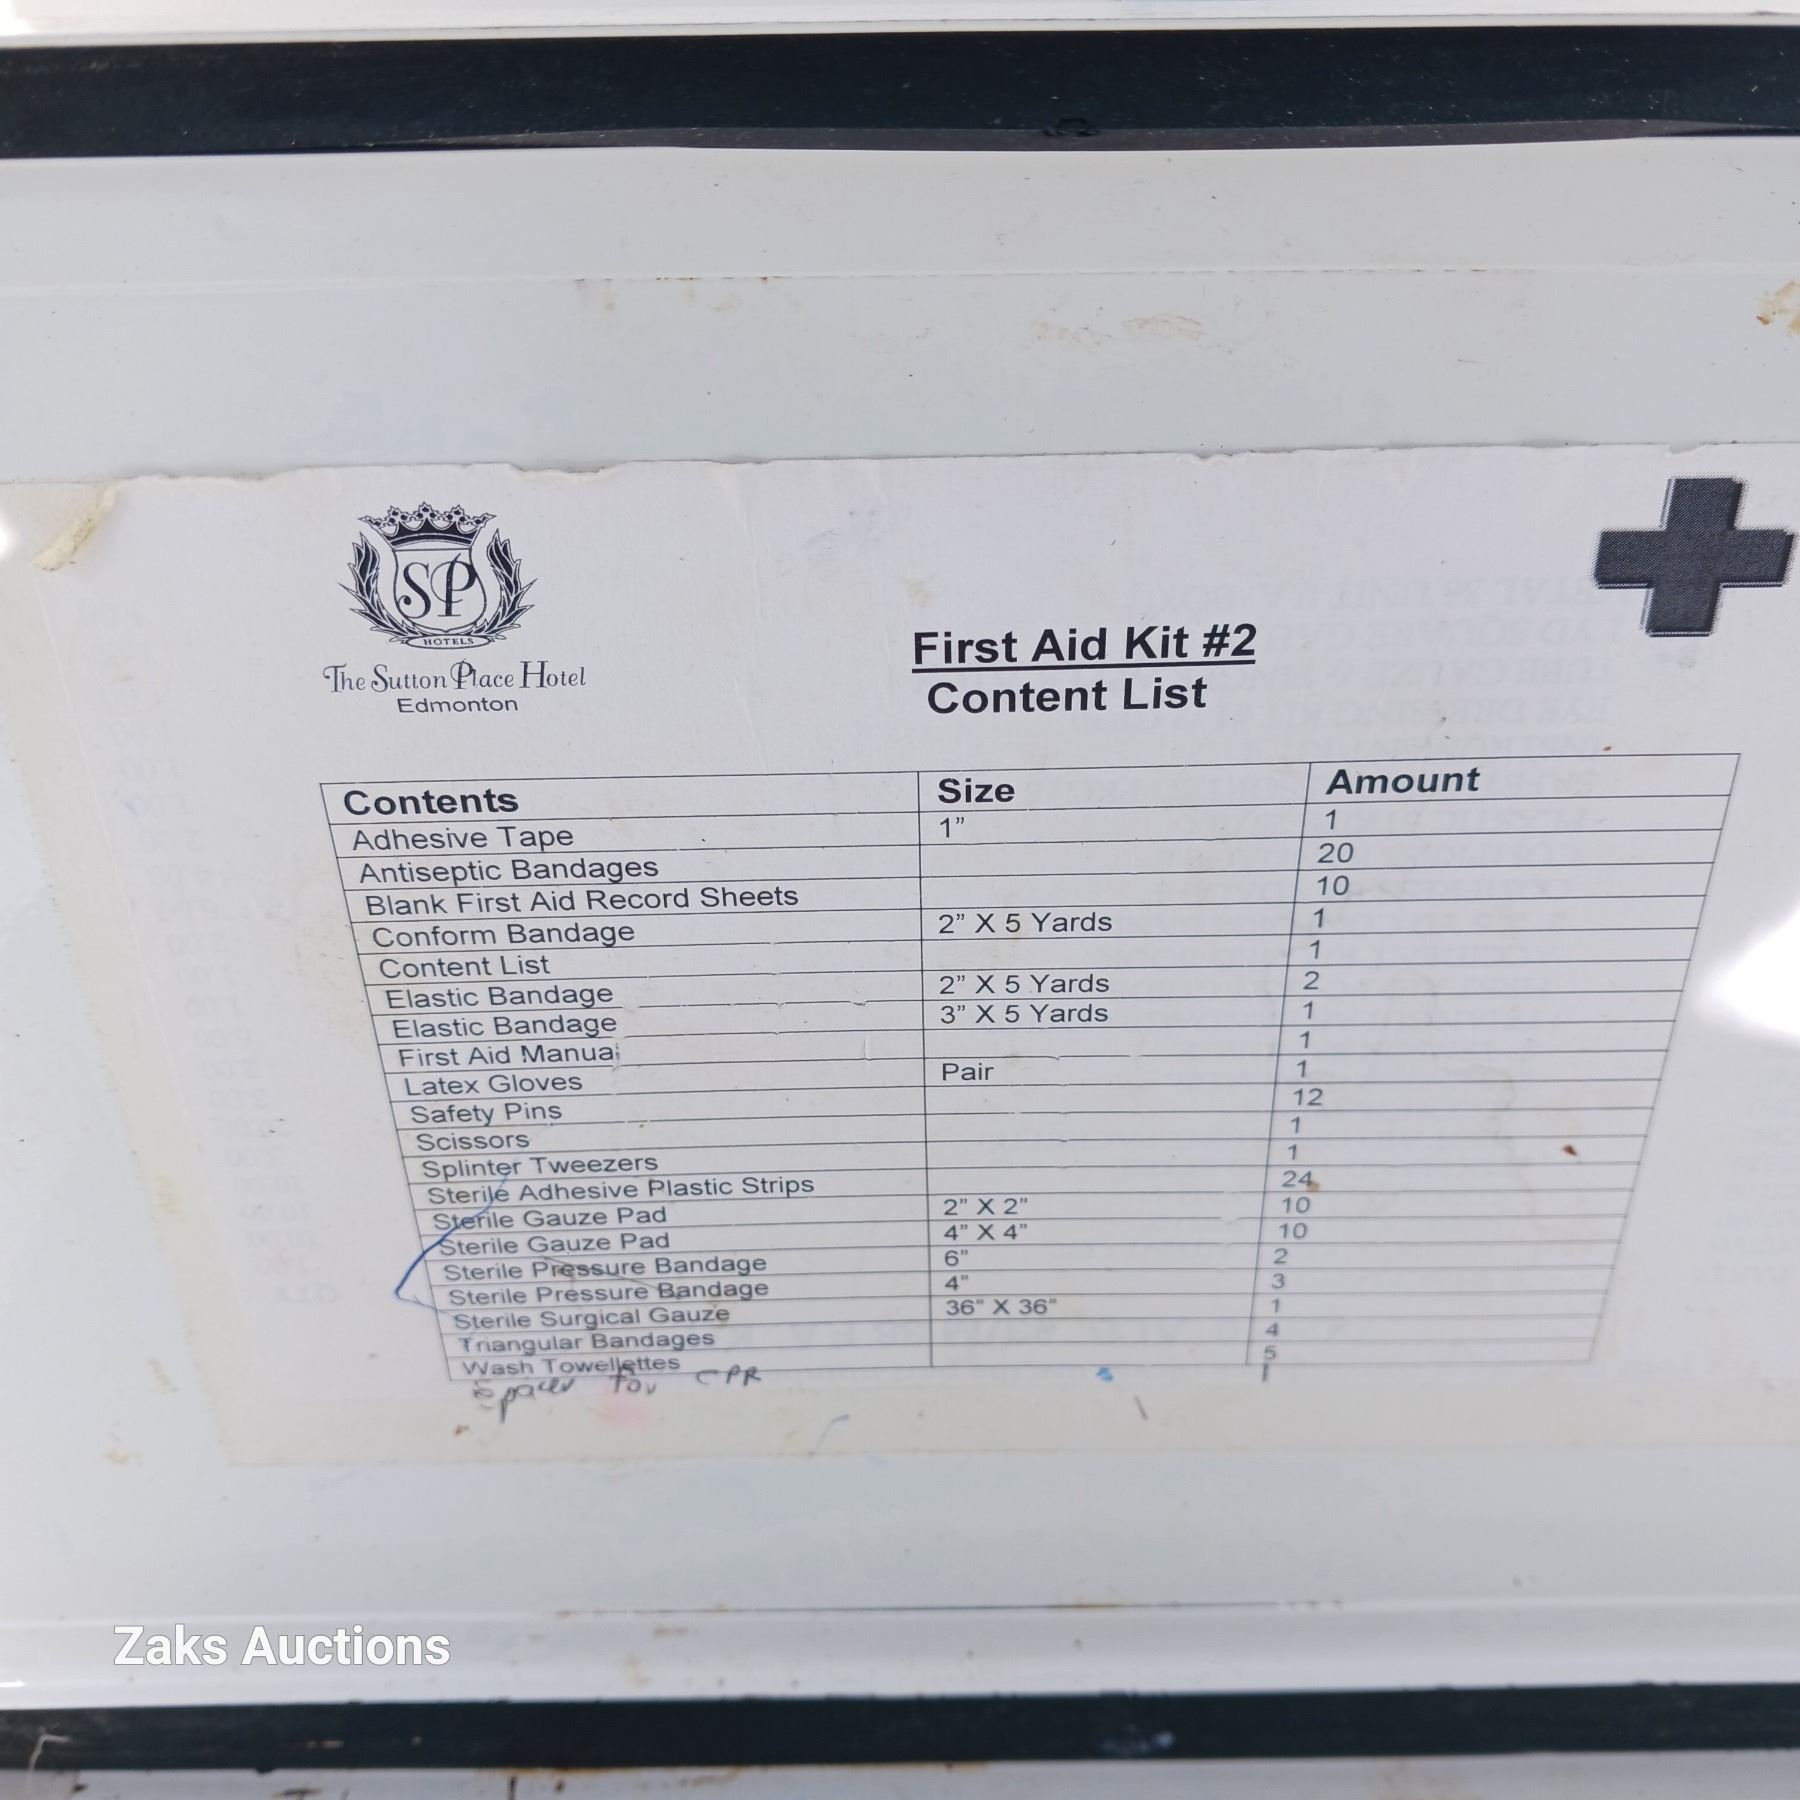 SP
HOTELS
The Sutton Place Hotel
Edmonton
First Aid Kit #2
Content List
Contents Size Amount
Adhesive Tape 1” 1
Antiseptic Bandages 20
Blank First Aid Record Sheets 10
Conform Bandage 2” X 5 Yards 1
Content List 1
Elastic Bandage 2” X 5 Yards 2
Elastic Bandage 3” X 5 Yards 1
First Aid Manual 1
Latex Gloves Pair 1
Safety Pins 12
Scissors 1
Splinter Tweezers 1
Sterile Adhesive Plastic Strips 24
Sterile Gauze Pad 2” X 2” 10
Sterile Gauze Pad 4” X 4” 10
Sterile Pressure Bandage 6” 2
Sterile Pressure Bandage 4” 3
Sterile Surgical Gauze 36” X 36” 1
Triangular Bandages 4
Wash Towellettes 5
Spacer for CPR 1
Zaks Auctions